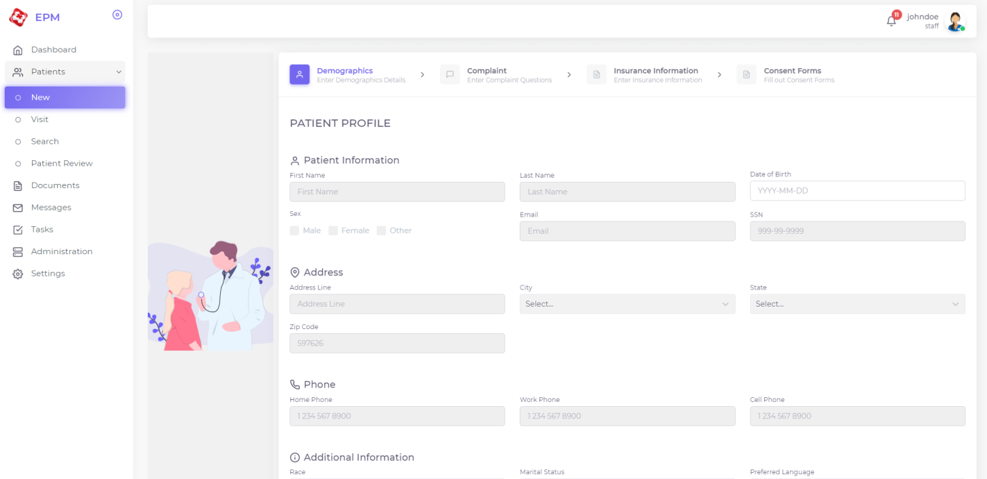 EPM
11
johndoe
staff
Dashboard
Patients
New
Visit
Search
Patient Review
Documents
Messages
Tasks
Administration
Settings
Demographics
Enter Demographics Details
Complaint
Enter Complaint Questions
Insurance Information
Enter Insurance Information
Consent Forms
Fill out Consent Forms
PATIENT PROFILE
Patient Information
First Name
Last Name
Date of Birth
First Name
Last Name
YYYY-MM-DD
Sex
Email
SSN
Male Female Other
Email
999-99-9999
Address
Address Line
City
State
Address Line
Select...
Select...
Zip Code
597626
Phone
Home Phone
Work Phone
Cell Phone
1 234 567 8900
1 234 567 8900
1 234 567 8900
Additional Information
Race
Marital Status
Preferred Language